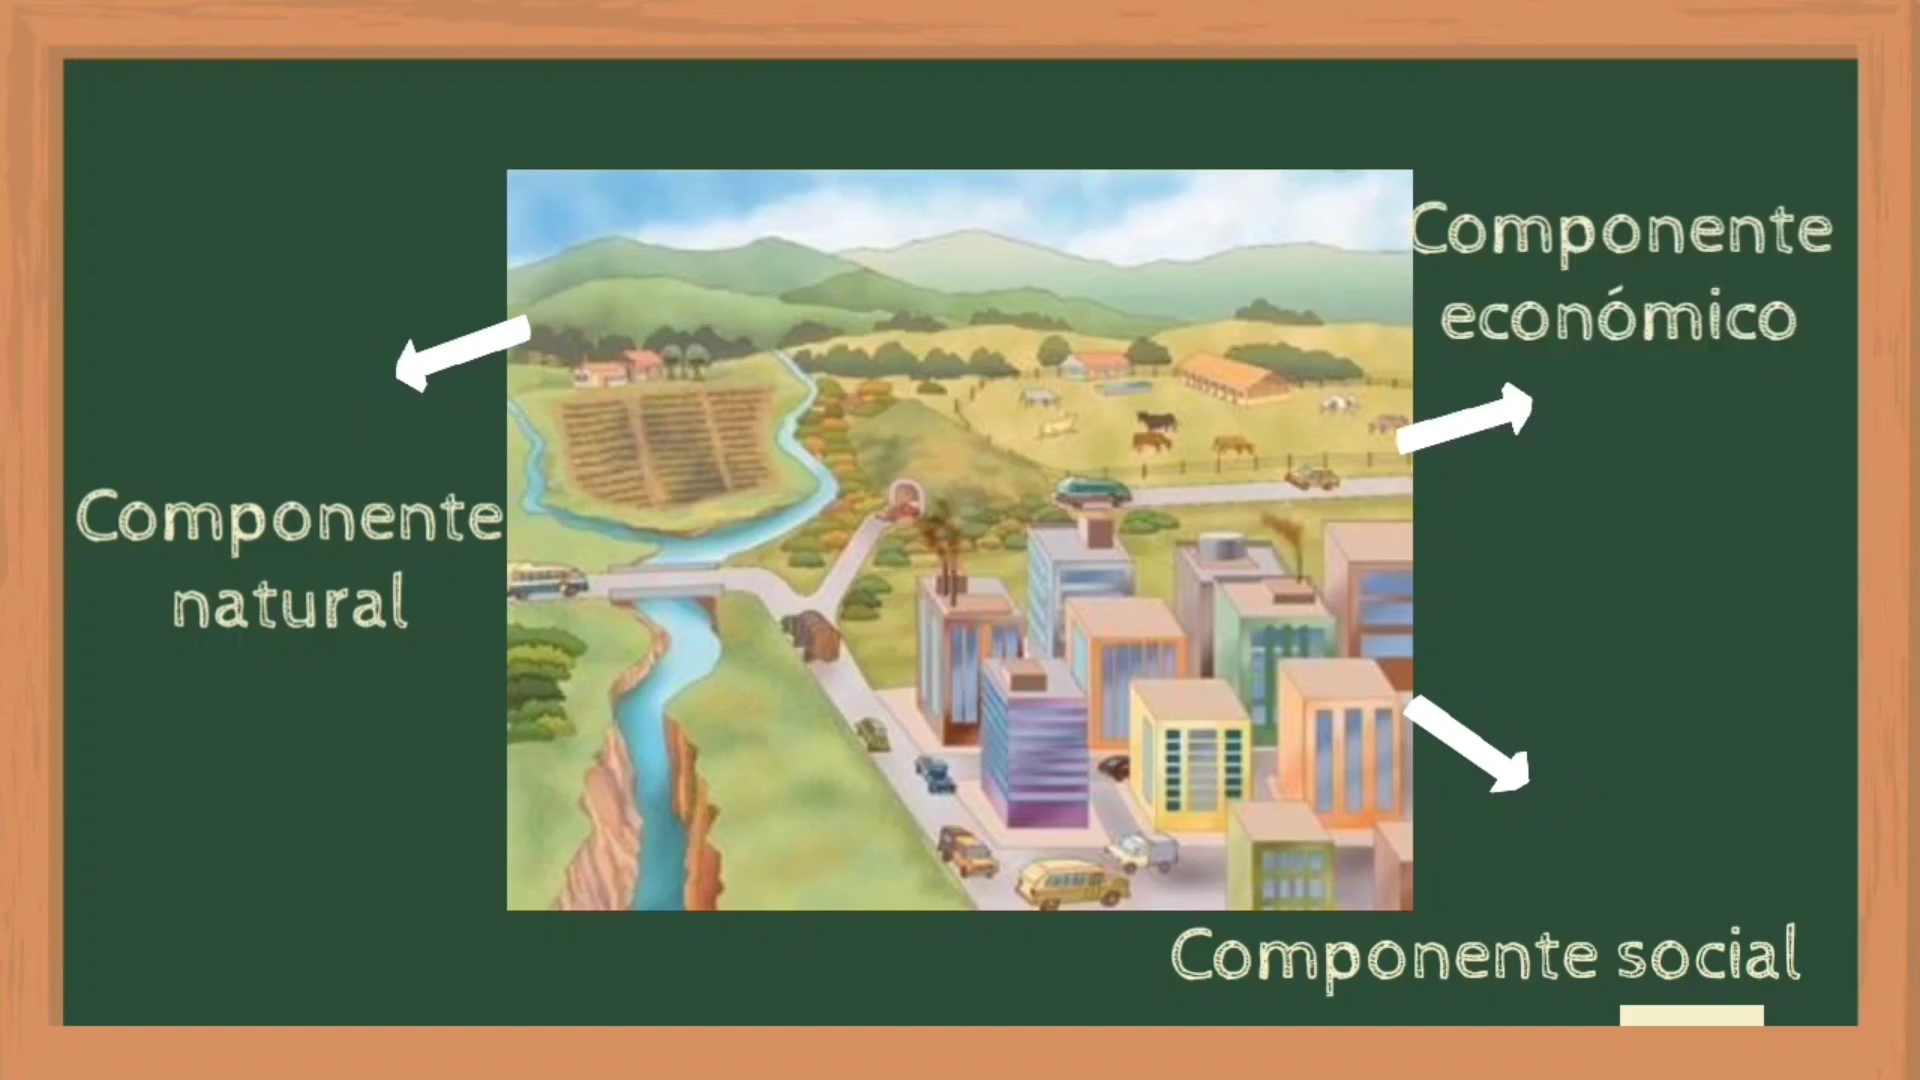 Componente
económico
Componente
natural
Componente social